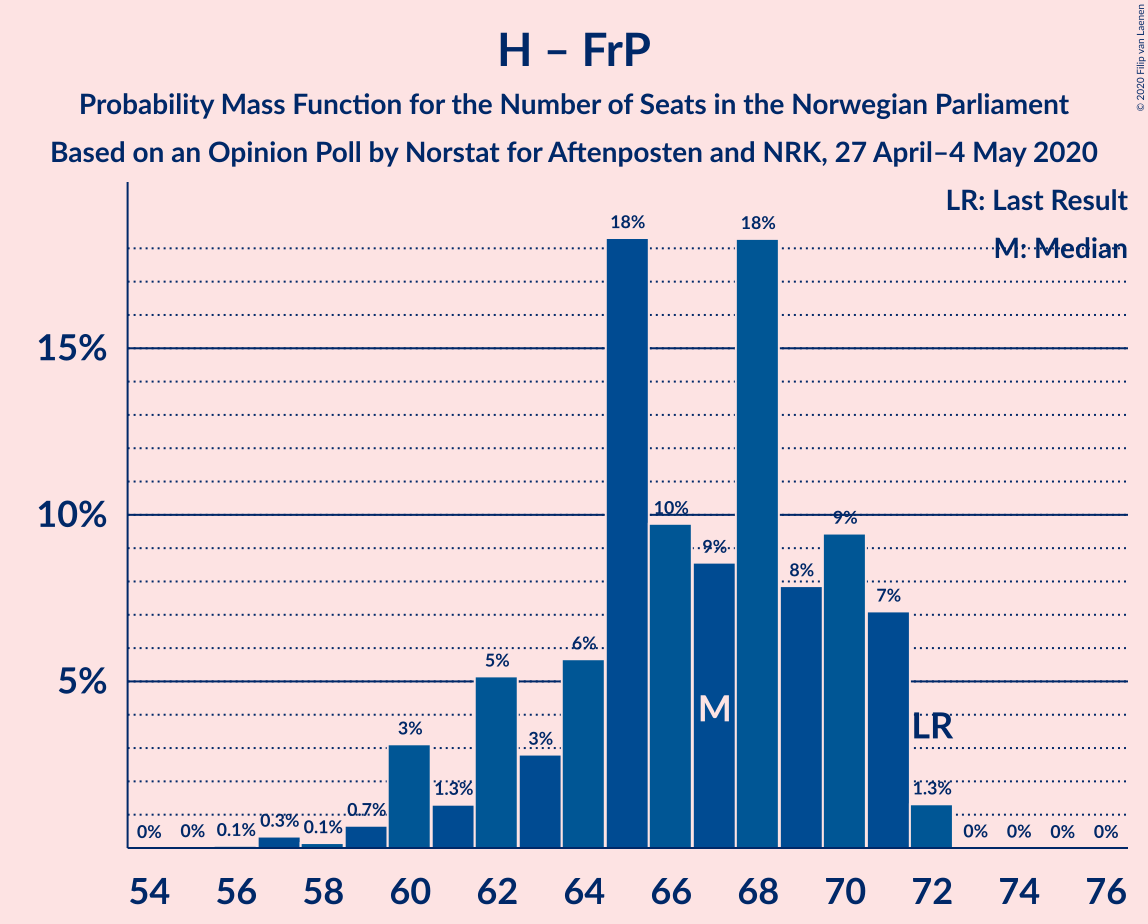 H – FrP
Probability Mass Function for the Number of Seats in the Norwegian Parliament
Based on an Opinion Poll by Norstat for Aftenposten and NRK, 27 April–4 May 2020
© 2020 Filip van Laenen
LR: Last Result
M: Median
15%
10%
5%
0%
0%
0.1%
0.3%
0.1%
0.7%
3%
1.3%
5%
3%
6%
18%
10%
9%
18%
8%
9%
7%
1.3%
0%
0%
0%
0%
M
LR
54 56 58 60 62 64 66 68 70 72 74 76